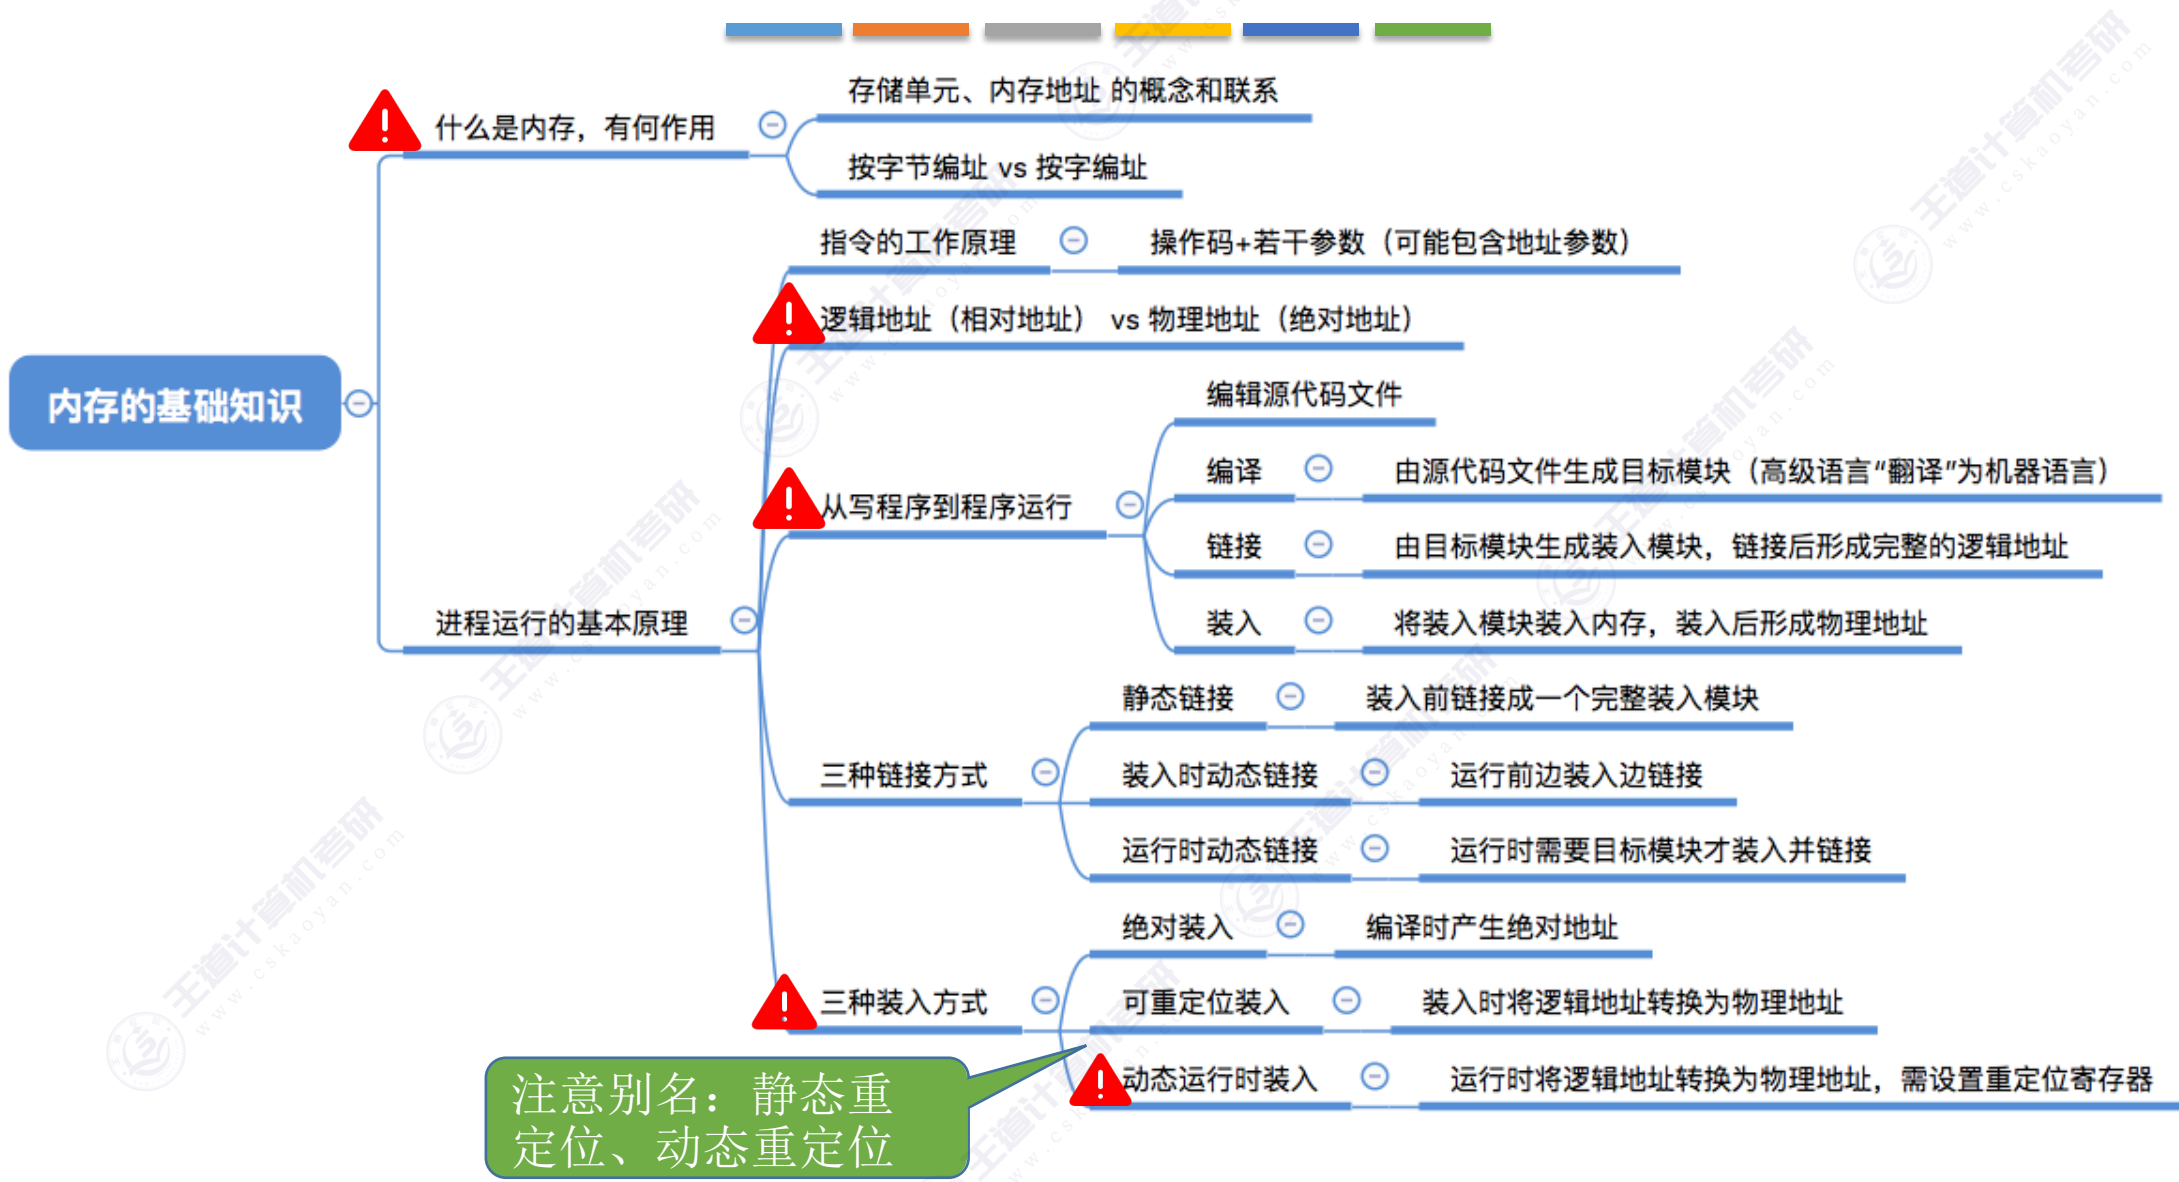 存储单元、内存地址 的概念和联系
什么是内存，有何作用
按字节编址 vs 按字编址
指令的工作原理
操作码+若干参数（可能包含地址参数）
逻辑地址（相对地址） vs 物理地址（绝对地址）
内存的基础知识
编辑源代码文件
编译
由源代码文件生成目标模块（高级语言“翻译”为机器语言）
从写程序到程序运行
链接
由目标模块生成装入模块，链接后形成完整的逻辑地址
装入
将装入模块装入内存，装入后形成物理地址
进程运行的基本原理
静态链接
装入前链接成一个完整装入模块
三种链接方式
装入时动态链接
运行前边装入边链接
运行时动态链接
运行时需要目标模块才装入并链接
绝对装入
编译时产生绝对地址
三种装入方式
可重定位装入
装入时将逻辑地址转换为物理地址
动态运行时装入
运行时将逻辑地址转换为物理地址，需设置重定位寄存器
注意别名：静态重
定位、动态重定位
王道计算机考研
www.cskaoyan.com